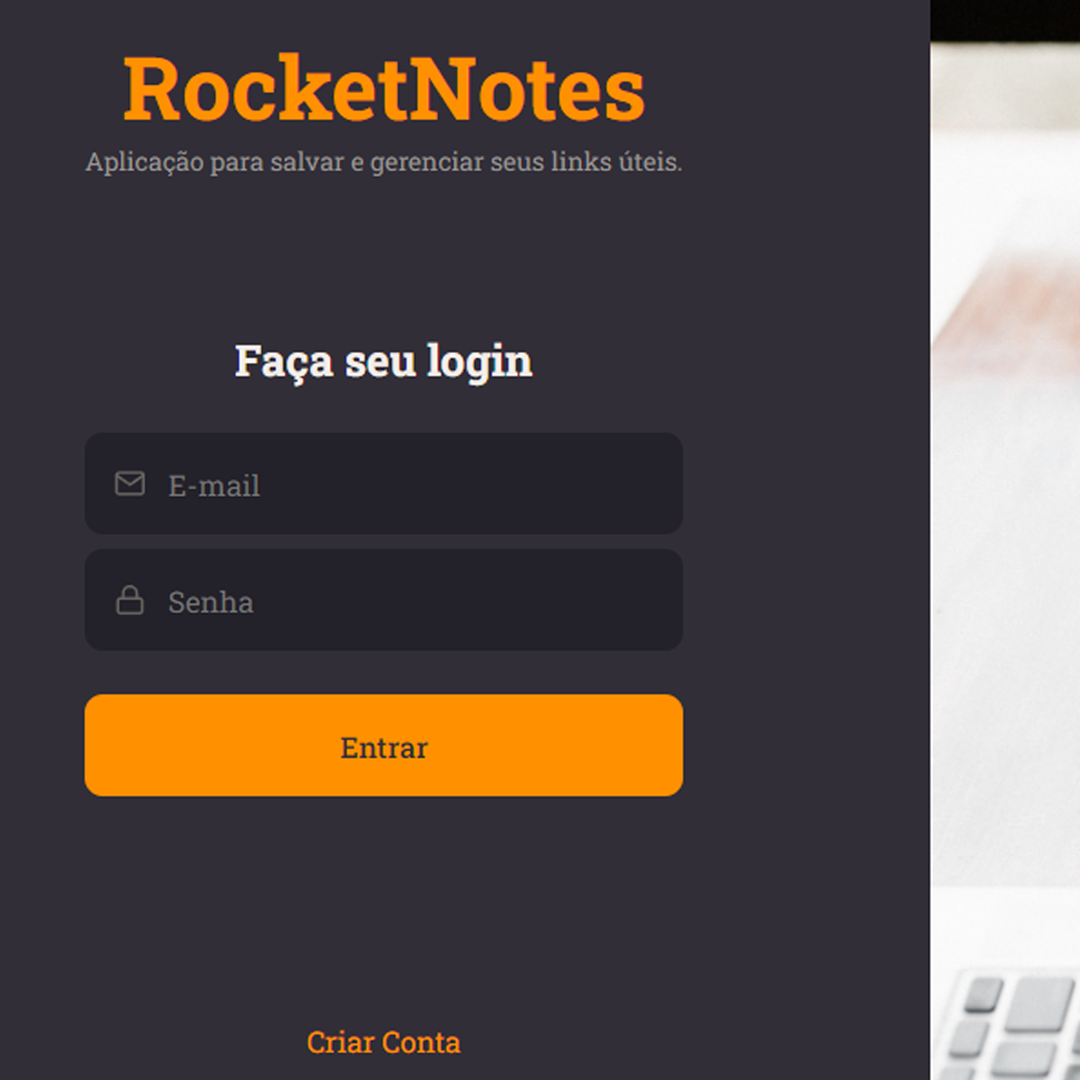 RocketNotes
Aplicação para salvar e gerenciar seus links úteis.
Faça seu login
E-mail
Senha
Entrar
Criar Conta